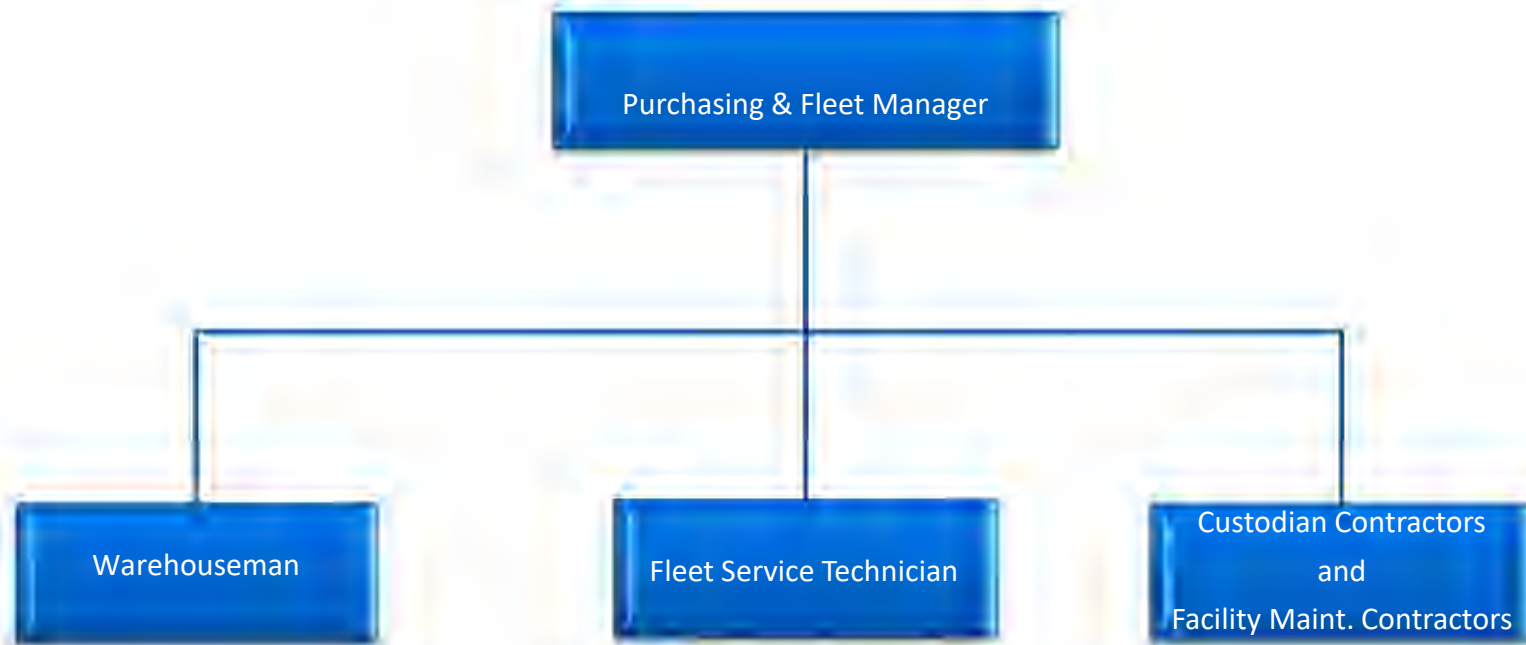 Purchasing & Fleet Manager
Warehouseman
Fleet Service Technician
Custodian Contractors
and
Facility Maint. Contractors